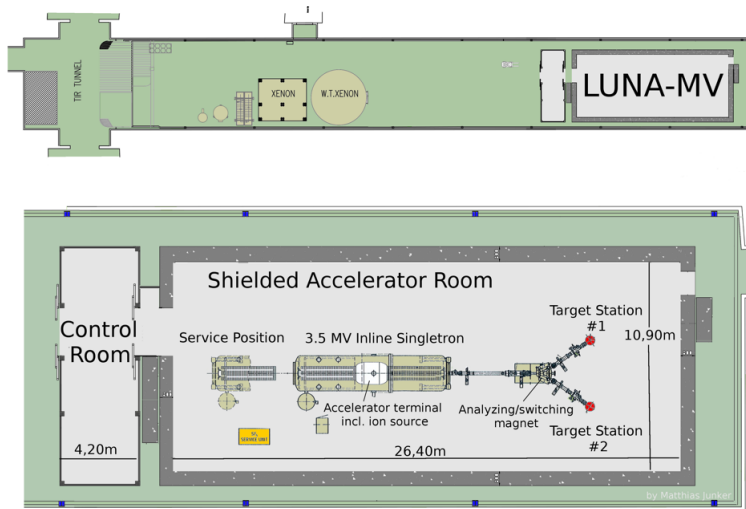 TIR TUNNEL
XENON
W.T.XENON
LUNA-MV
Shielded Accelerator Room
Control
Room
Service Position
3.5 MV Inline Singletron
Target Station
#1
10,90m
Accelerator terminal
incl. ion source
Analyzing/switching
magnet
Target Station
#2
SERVICE UNIT
4,20m
26,40m
by Matthias Junker